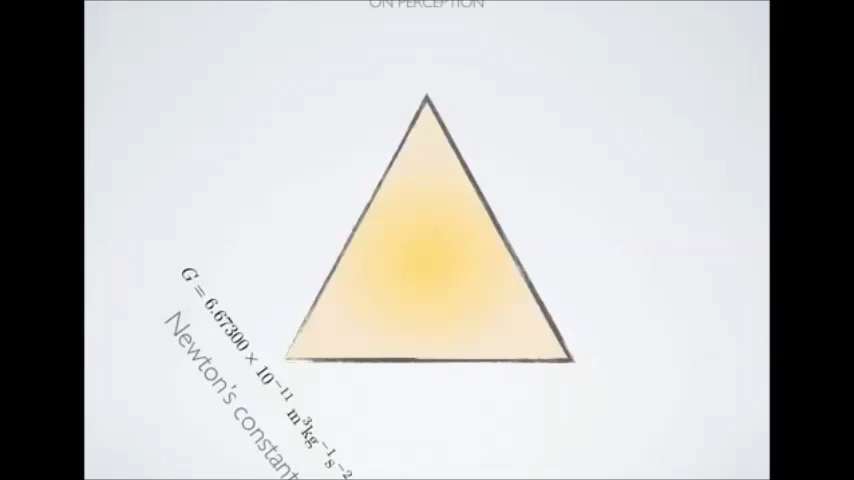 ON PERCEPTION
G = 6.67300 × 10⁻¹¹ m³kg⁻¹s⁻²
Newton's constant